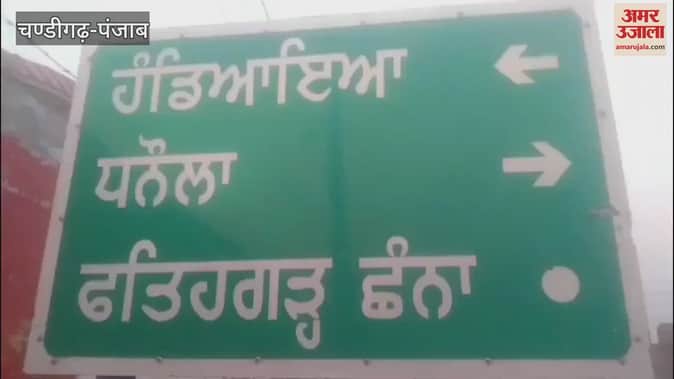 चण्डीगढ़-पंजाब
अमर
उजाला
amarujala.com
ਹੰਡਿਆਇਆ
ਧਨੌਲਾ
ਫਤਿਹਗੜ੍ਹ ਛੰਨਾ